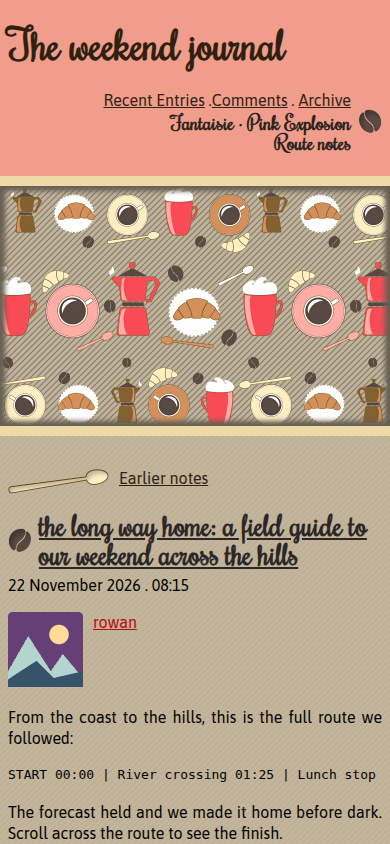 The weekend journal
Recent Entries .Comments . Archive
Fantaisie · Pink Explosion
Route notes
Earlier notes
the long way home: a field guide to
our weekend across the hills
22 November 2026 . 08:15
rowan
From the coast to the hills, this is the full route we
followed:
START 00:00 | River crossing 01:25 | Lunch stop
The forecast held and we made it home before dark.
Scroll across the route to see the finish.